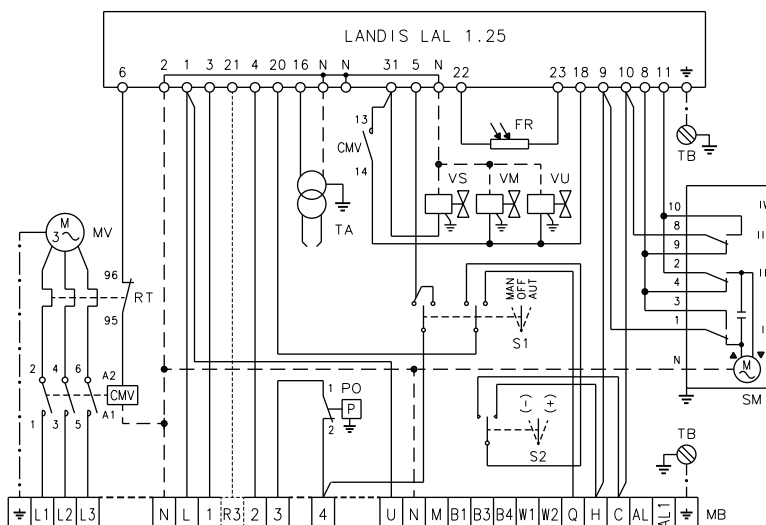 LANDIS LAL 1.25
6 2 1 3 21 4 20 16 N N 31 5 N 22 23 18 9 10 8 11
13
CMV
14
FR
TB
TA
VS VM VU
M
3
MV
10
8
9
2
4
3
1
N
II
I
M
SM
96
RT
95
MAN
OFF
AUT
S1
2 4 6 A2
CMV
1 3 5 A1
1 PO
P
2
(-) (+)
S2
TB
L1 L2 L3 N L 1 R3 2 3 4 U N M B1 B3 B4 W1 W2 Q H C AL AL1 MB